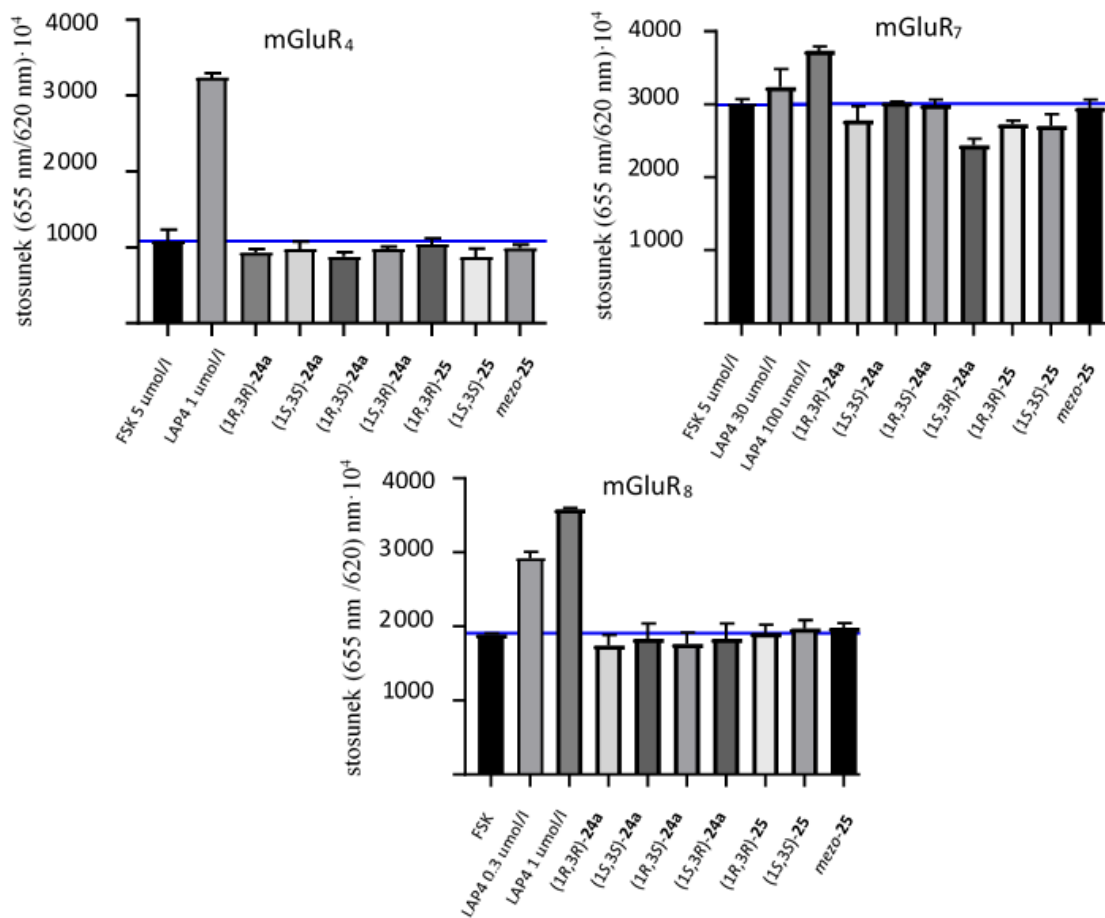 mGluR₄
stosunek (655 nm/620 nm)·10⁴
4000
3000
2000
1000
FSK 5 umol/l
LAP4 1 umol/l
(1R,3R)-24a
(1S,3S)-24a
(1R,3S)-24a
(1S,3R)-24a
(1R,3R)-25
(1S,3S)-25
mezo-25
mGluR₇
stosunek (655 nm/620 nm)·10⁴
4000
3000
2000
1000
FSK 5 umol/l
LAP4 30 umol/l
LAP4 100 umol/l
(1R,3R)-24a
(1S,3S)-24a
(1R,3S)-24a
(1S,3R)-24a
(1R,3R)-25
(1S,3S)-25
mezo-25
mGluR₈
stosunek (655 nm /620) nm·10⁴
4000
3000
2000
1000
FSK
LAP4 0.3 umol/l
LAP4 1 umol/l
(1R,3R)-24a
(1S,3S)-24a
(1R,3S)-24a
(1S,3R)-24a
(1R,3R)-25
(1S,3S)-25
mezo-25